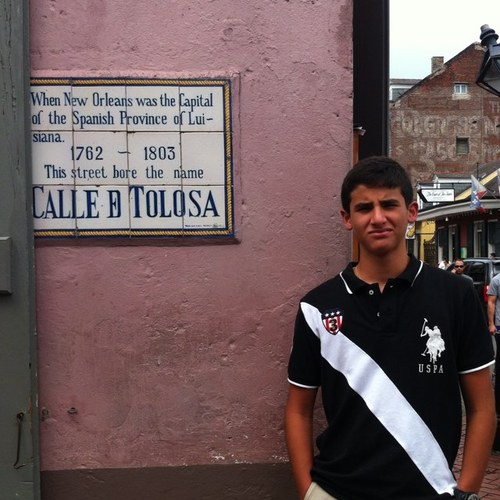 When New Orleans was the Capital
of the Spanish Province of Lui-
siana.
1762 – 1803
This street bore the name
CALLE D TOLOSA
3
USPA